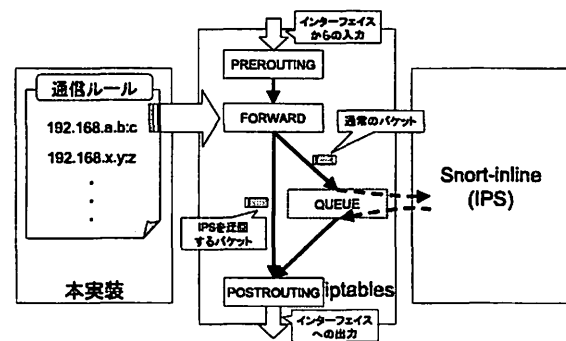 インターフェイス
からの入力
PREROUTING
通信ルール
192.168.a.b:c
192.168.x.y:z
FORWARD
通常のパケット
Snort-inline
(IPS)
QUEUE
IPSを迂回
するパケット
本実装
POSTROUTING
iptables
インターフェイス
への出力